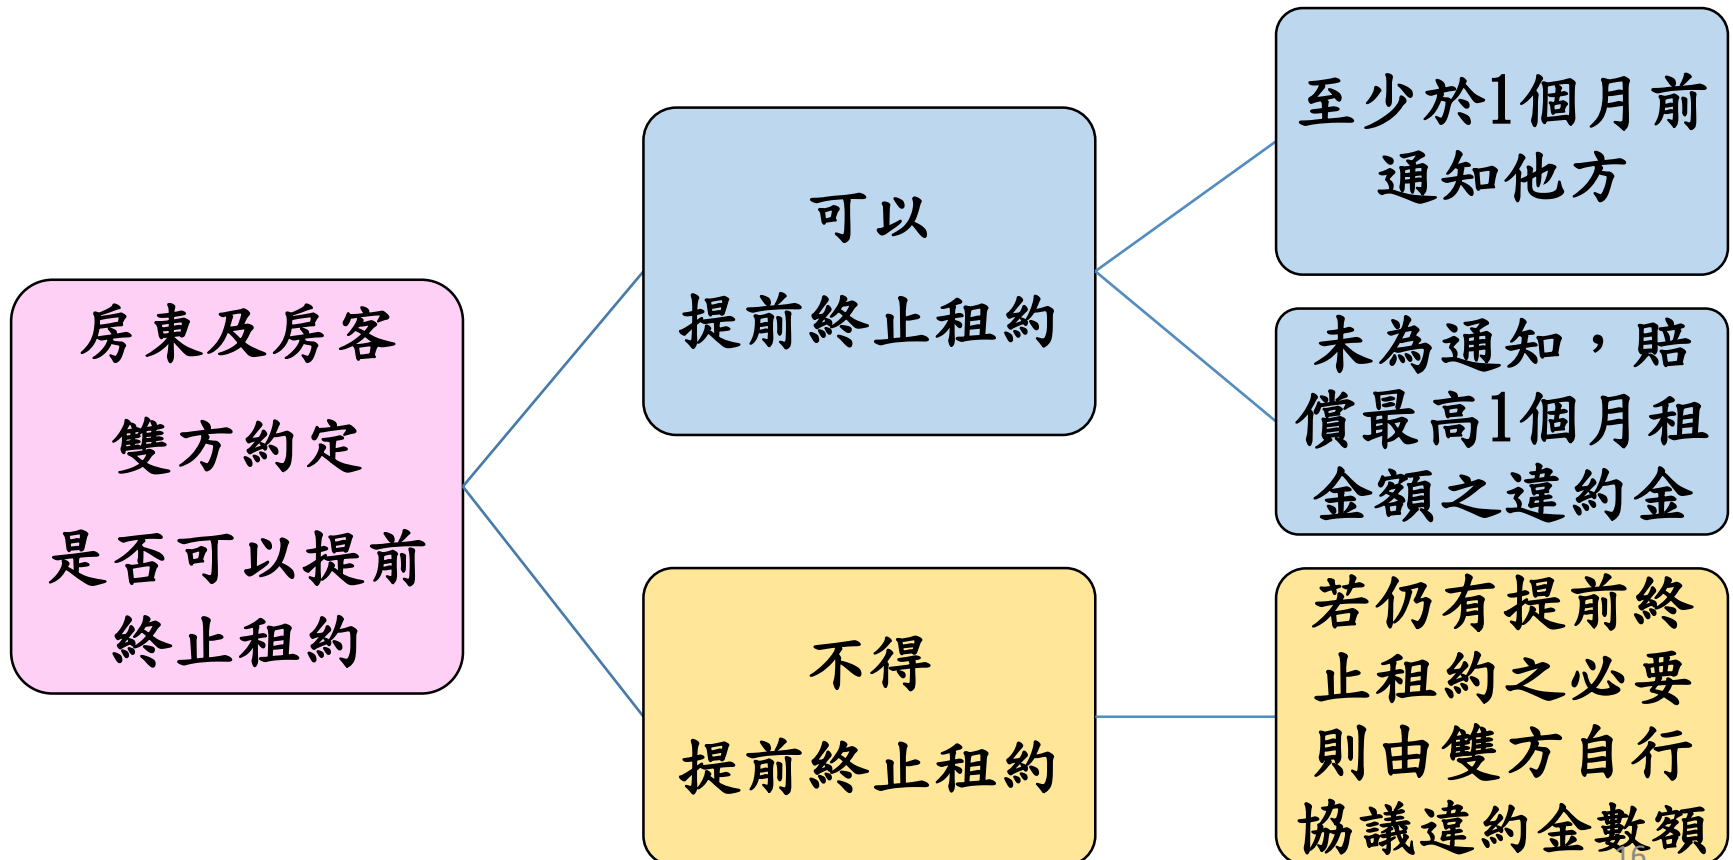 房東及房客
雙方約定
是否可以提前
終止租約
可以
提前終止租約
至少於1個月前
通知他方
未為通知，賠
償最高1個月租
金額之違約金
不得
提前終止租約
若仍有提前終
止租約之必要
則由雙方自行
協議違約金數額
16